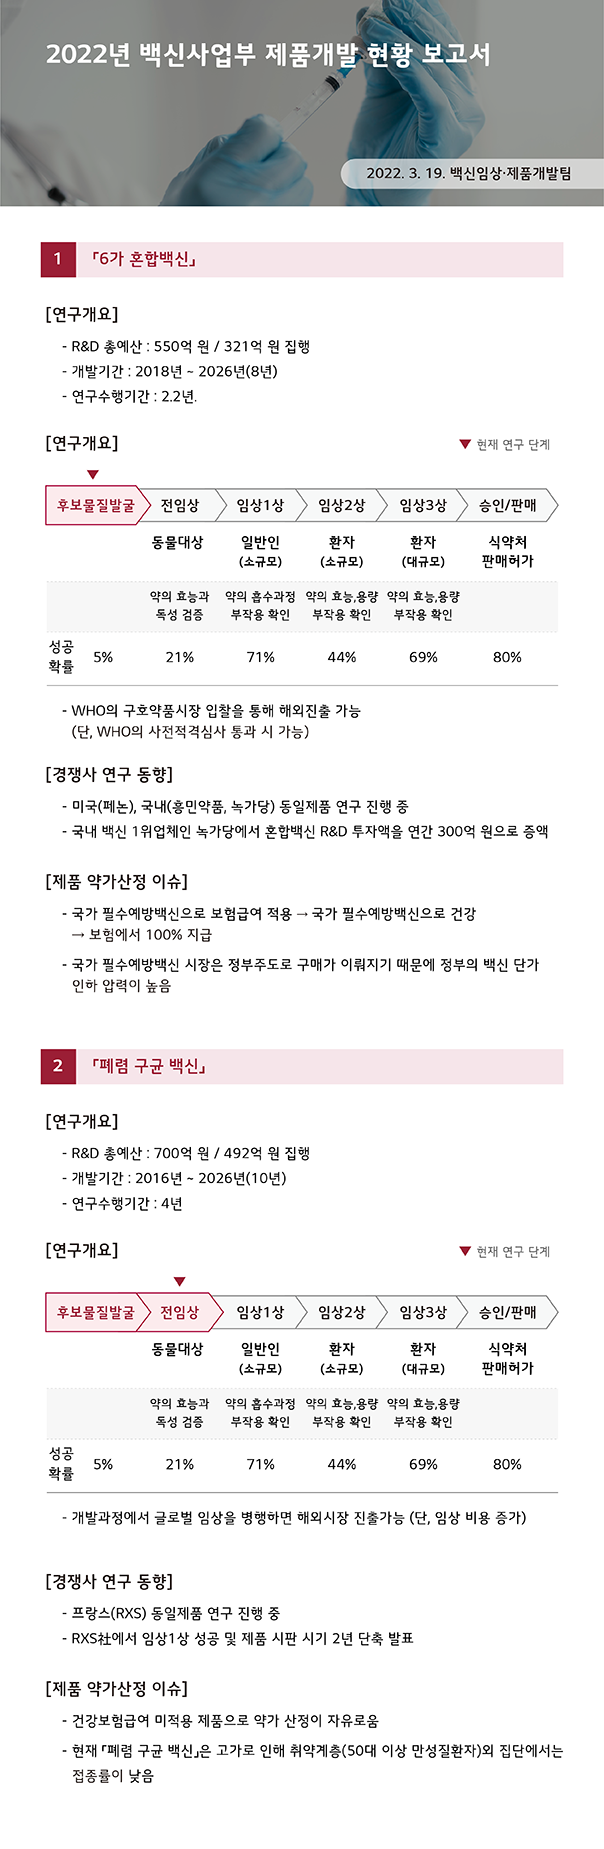 2022년 백신사업부 제품개발 현황 보고서
2022. 3. 19. 백신임상·제품개발팀
1 「6가 혼합백신」
[연구개요]
- R&D 총예산 : 550억 원 / 321억 원 집행
- 개발기간 : 2018년 ~ 2026년(8년)
- 연구수행기간 : 2.2년.
[연구개요] ▼ 현재 연구 단계
▼
후보물질발굴 전임상 임상1상 임상2상 임상3상 승인/판매
동물대상 일반인 환자 환자 식약처
(소규모) (소규모) (대규모) 판매허가
약의 효능과 약의 흡수과정 약의 효능,용량 약의 효능,용량
독성 검증 부작용 확인 부작용 확인 부작용 확인
성공
확률 5% 21% 71% 44% 69% 80%
- WHO의 구호약품시장 입찰을 통해 해외진출 가능
(단, WHO의 사전적격심사 통과 시 가능)
[경쟁사 연구 동향]
- 미국(페논), 국내(흥민약품, 녹가당) 동일제품 연구 진행 중
- 국내 백신 1위업체인 녹가당에서 혼합백신 R&D 투자액을 연간 300억 원으로 증액
[제품 약가산정 이슈]
- 국가 필수예방백신으로 보험급여 적용 → 국가 필수예방백신으로 건강
→ 보험에서 100% 지급
- 국가 필수예방백신 시장은 정부주도로 구매가 이뤄지기 때문에 정부의 백신 단가
인하 압력이 높음
2 「폐렴 구균 백신」
[연구개요]
- R&D 총예산 : 700억 원 / 492억 원 집행
- 개발기간 : 2016년 ~ 2026년(10년)
- 연구수행기간 : 4년
[연구개요] ▼ 현재 연구 단계
▼
후보물질발굴 전임상 임상1상 임상2상 임상3상 승인/판매
동물대상 일반인 환자 환자 식약처
(소규모) (소규모) (대규모) 판매허가
약의 효능과 약의 흡수과정 약의 효능,용량 약의 효능,용량
독성 검증 부작용 확인 부작용 확인 부작용 확인
성공
확률 5% 21% 71% 44% 69% 80%
- 개발과정에서 글로벌 임상을 병행하면 해외시장 진출가능 (단, 임상 비용 증가)
[경쟁사 연구 동향]
- 프랑스(RXS) 동일제품 연구 진행 중
- RXS社에서 임상1상 성공 및 제품 시판 시기 2년 단축 발표
[제품 약가산정 이슈]
- 건강보험급여 미적용 제품으로 약가 산정이 자유로움
- 현재 「폐렴 구균 백신」은 고가로 인해 취약계층(50대 이상 만성질환자)외 집단에서는
접종률이 낮음